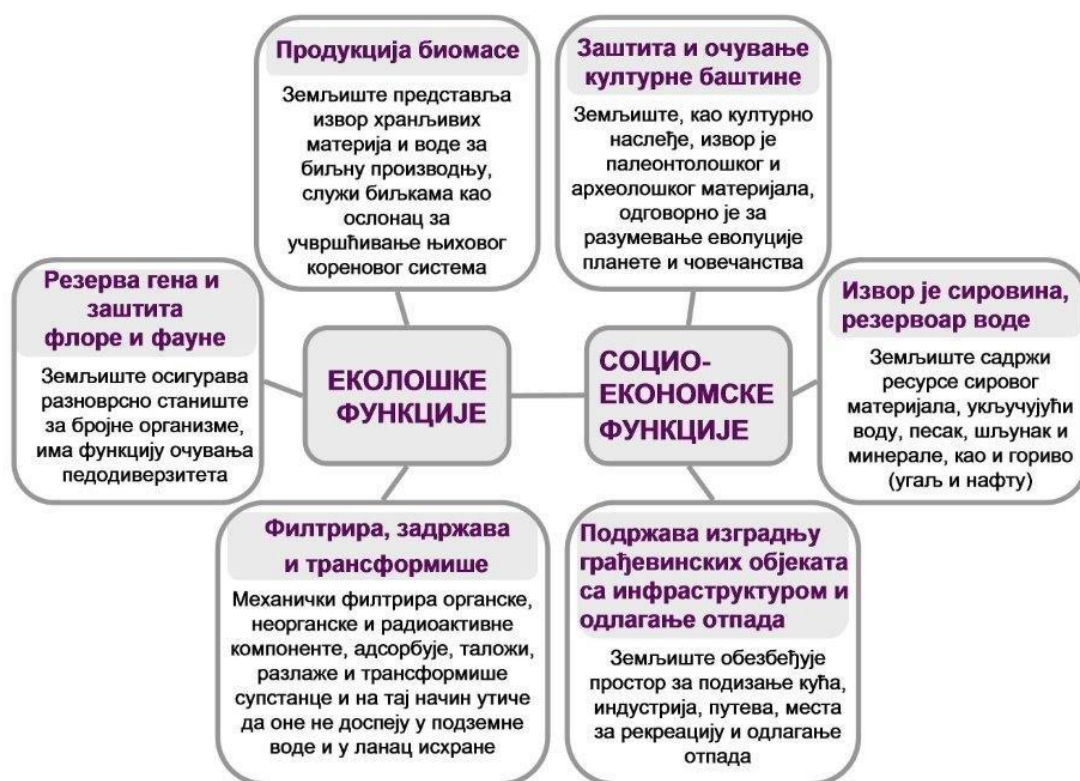 Продукција биомасе
Земљиште представља
извор хранљивих
материја и воде за
биљну производњу,
служи биљкама као
ослонац за
учвршћивање њиховог
кореновог система
Заштита и очување
културне баштине
Земљиште, као културно
наслеђе, извор је
палеонтолошког и
археолошког материјала,
одговорно је за
разумевање еволуције
планете и човечанства
Резерва гена и
заштита
флоре и фауне
Земљиште осигурава
разноврсно станиште
за бројне организме,
има функцију очувања
педодиверзитета
ЕКОЛОШКЕ
ФУНКЦИЈЕ
СОЦИО-
ЕКОНОМСКЕ
ФУНКЦИЈЕ
Извор је сировина,
резервоар воде
Земљиште садржи
ресурсе сировог
материјала, укључујући
воду, песак, шљунак и
минерале, као и гориво
(угаљ и нафту)
Филтрира, задржава
и трансформише
Механички филтрира органске,
неорганске и радиоактивне
компоненте, адсорбује, таложи,
разлаже и трансформише
супстанце и на тај начин утиче
да оне не доспеју у подземне
воде и у ланац исхране
Подржава изградњу
грађевинских објеката
са инфраструктуром и
одлагање отпада
Земљиште обезбеђује
простор за подизање кућа,
индустрија, путева, места
за рекреацију и одлагање
отпада